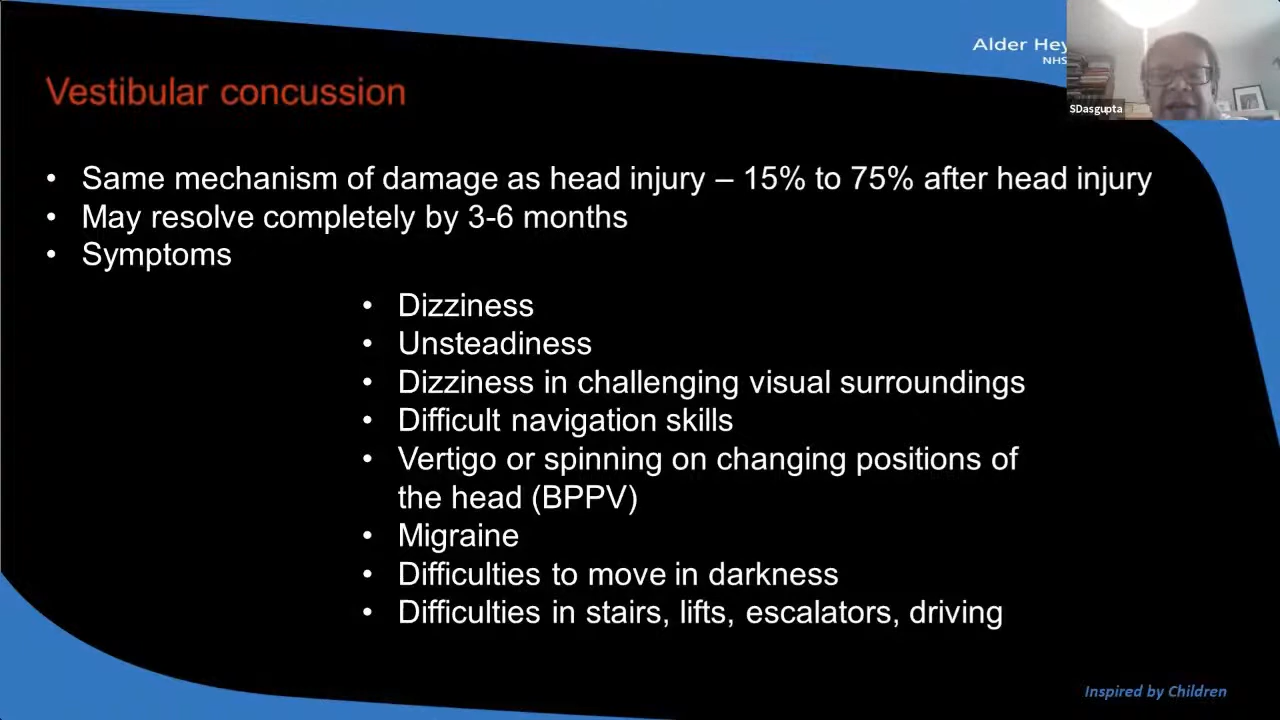 Alder Hey
NHS
SDasgupta
Vestibular concussion
• Same mechanism of damage as head injury – 15% to 75% after head injury
• May resolve completely by 3-6 months
• Symptoms
• Dizziness
• Unsteadiness
• Dizziness in challenging visual surroundings
• Difficult navigation skills
• Vertigo or spinning on changing positions of
the head (BPPV)
• Migraine
• Difficulties to move in darkness
• Difficulties in stairs, lifts, escalators, driving
Inspired by Children